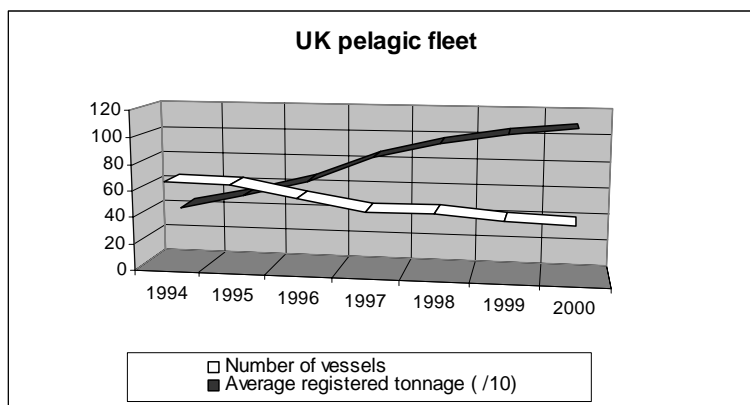 UK pelagic fleet
120
100
80
60
40
20
0
1994 1995 1996 1997 1998 1999 2000
Number of vessels
Average registered tonnage ( /10)